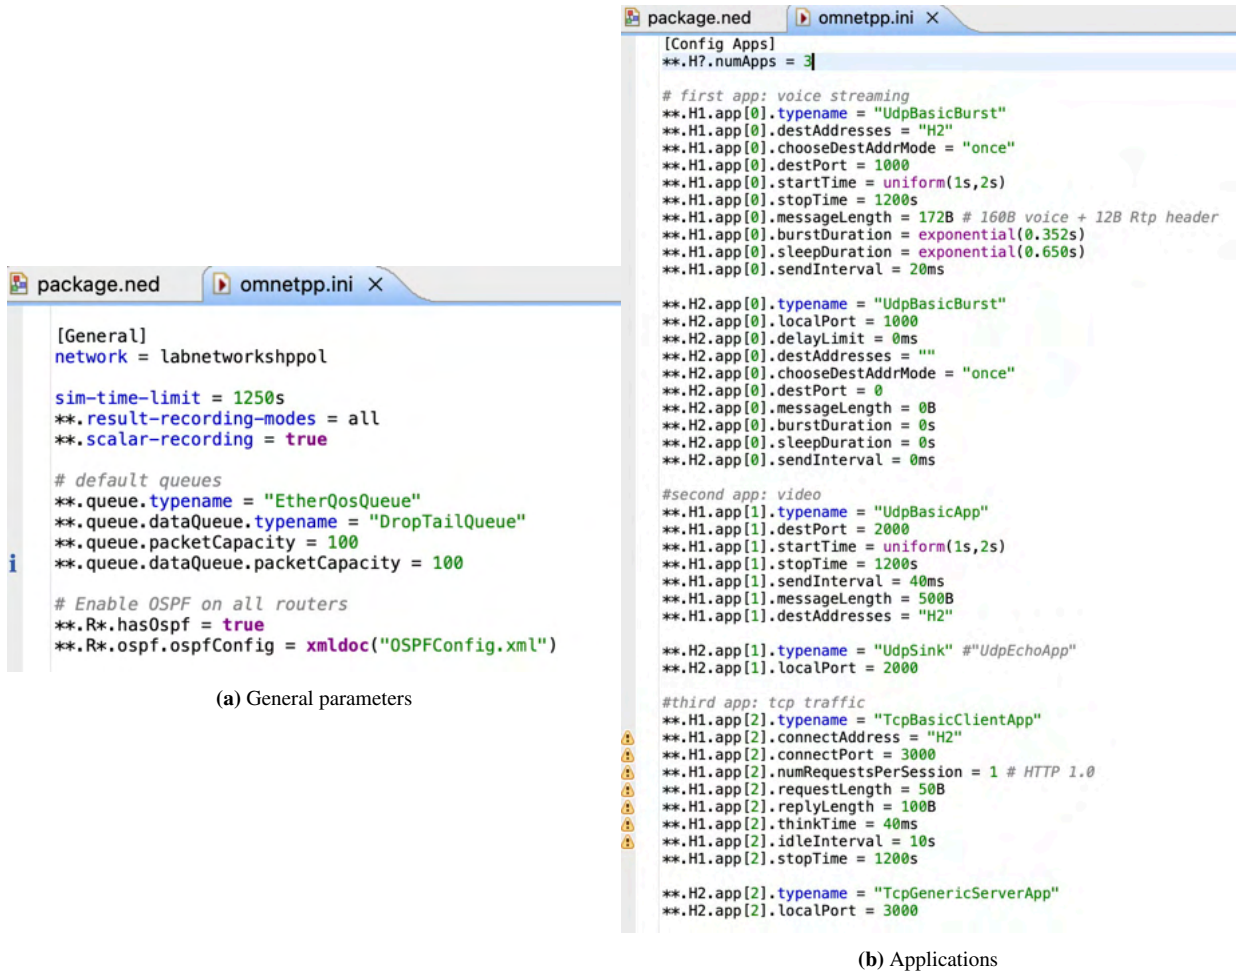 package.ned
omnetpp.ini ×
[General]
network = labnetworkshppol
sim-time-limit = 1250s
**.result-recording-modes = all
**.scalar-recording = true
# default queues
**.queue.typename = "EtherQosQueue"
**.queue.dataQueue.typename = "DropTailQueue"
**.queue.packetCapacity = 100
**.queue.dataQueue.packetCapacity = 100
# Enable OSPF on all routers
**.R*.hasOspf = true
**.R*.ospf.ospfConfig = xmldoc("OSPFConfig.xml")
(a) General parameters
package.ned
omnetpp.ini ×
[Config Apps]
**.H?.numApps = 3
# first app: voice streaming
**.H1.app[0].typename = "UdpBasicBurst"
**.H1.app[0].destAddresses = "H2"
**.H1.app[0].chooseDestAddrMode = "once"
**.H1.app[0].destPort = 1000
**.H1.app[0].startTime = uniform(1s,2s)
**.H1.app[0].stopTime = 1200s
**.H1.app[0].messageLength = 172B # 160B voice + 12B Rtp header
**.H1.app[0].burstDuration = exponential(0.352s)
**.H1.app[0].sleepDuration = exponential(0.650s)
**.H1.app[0].sendInterval = 20ms
**.H2.app[0].typename = "UdpBasicBurst"
**.H2.app[0].localPort = 1000
**.H2.app[0].delayLimit = 0ms
**.H2.app[0].destAddresses = ""
**.H2.app[0].chooseDestAddrMode = "once"
**.H2.app[0].destPort = 0
**.H2.app[0].messageLength = 0B
**.H2.app[0].burstDuration = 0s
**.H2.app[0].sleepDuration = 0s
**.H2.app[0].sendInterval = 0ms
#second app: video
**.H1.app[1].typename = "UdpBasicApp"
**.H1.app[1].destPort = 2000
**.H1.app[1].startTime = uniform(1s,2s)
**.H1.app[1].stopTime = 1200s
**.H1.app[1].sendInterval = 40ms
**.H1.app[1].messageLength = 500B
**.H1.app[1].destAddresses = "H2"
**.H2.app[1].typename = "UdpSink" #"UdpEchoApp"
**.H2.app[1].localPort = 2000
#third app: tcp traffic
**.H1.app[2].typename = "TcpBasicClientApp"
**.H1.app[2].connectAddress = "H2"
**.H1.app[2].connectPort = 3000
**.H1.app[2].numRequestsPerSession = 1 # HTTP 1.0
**.H1.app[2].requestLength = 50B
**.H1.app[2].replyLength = 100B
**.H1.app[2].thinkTime = 40ms
**.H1.app[2].idleInterval = 10s
**.H1.app[2].stopTime = 1200s
**.H2.app[2].typename = "TcpGenericServerApp"
**.H2.app[2].localPort = 3000
(b) Applications